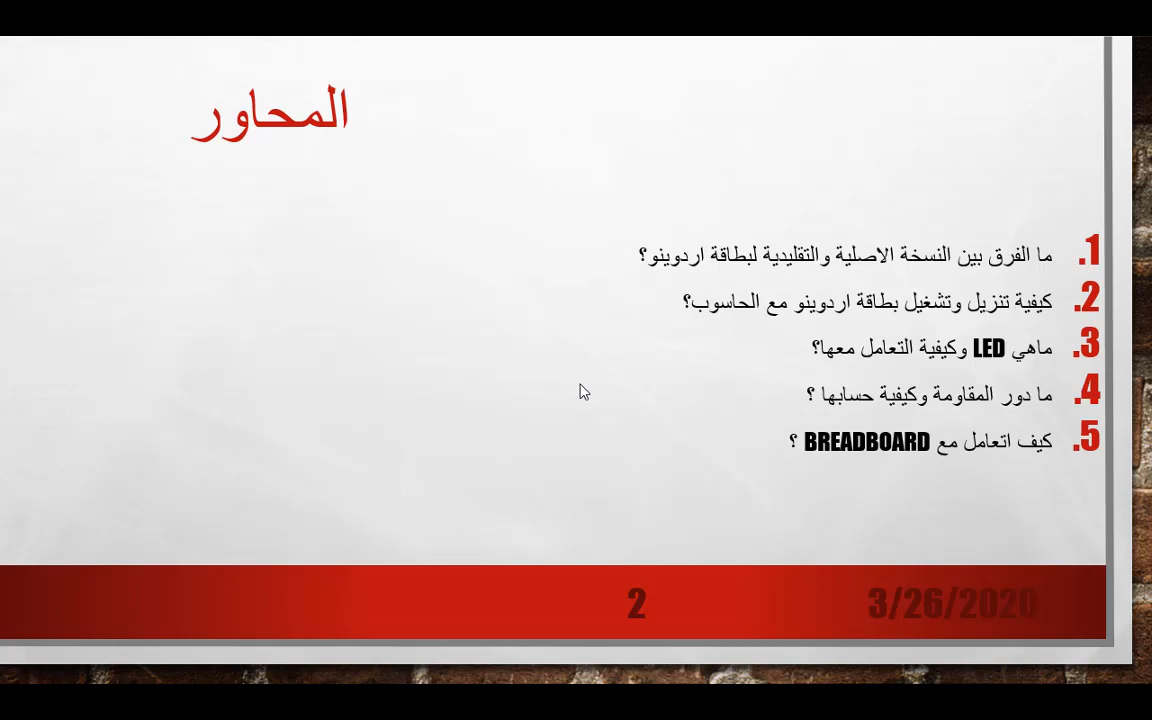 المحاور
1. ما الفرق بين النسخة الاصلية والتقليدية لبطاقة اردوينو؟
2. كيفية تنزيل وتشغيل بطاقة اردوينو مع الحاسوب؟
3. ماهي LED وكيفية التعامل معها؟
4. ما دور المقاومة وكيفية حسابها ؟
5. كيف اتعامل مع BREADBOARD ؟
2
3/26/2020